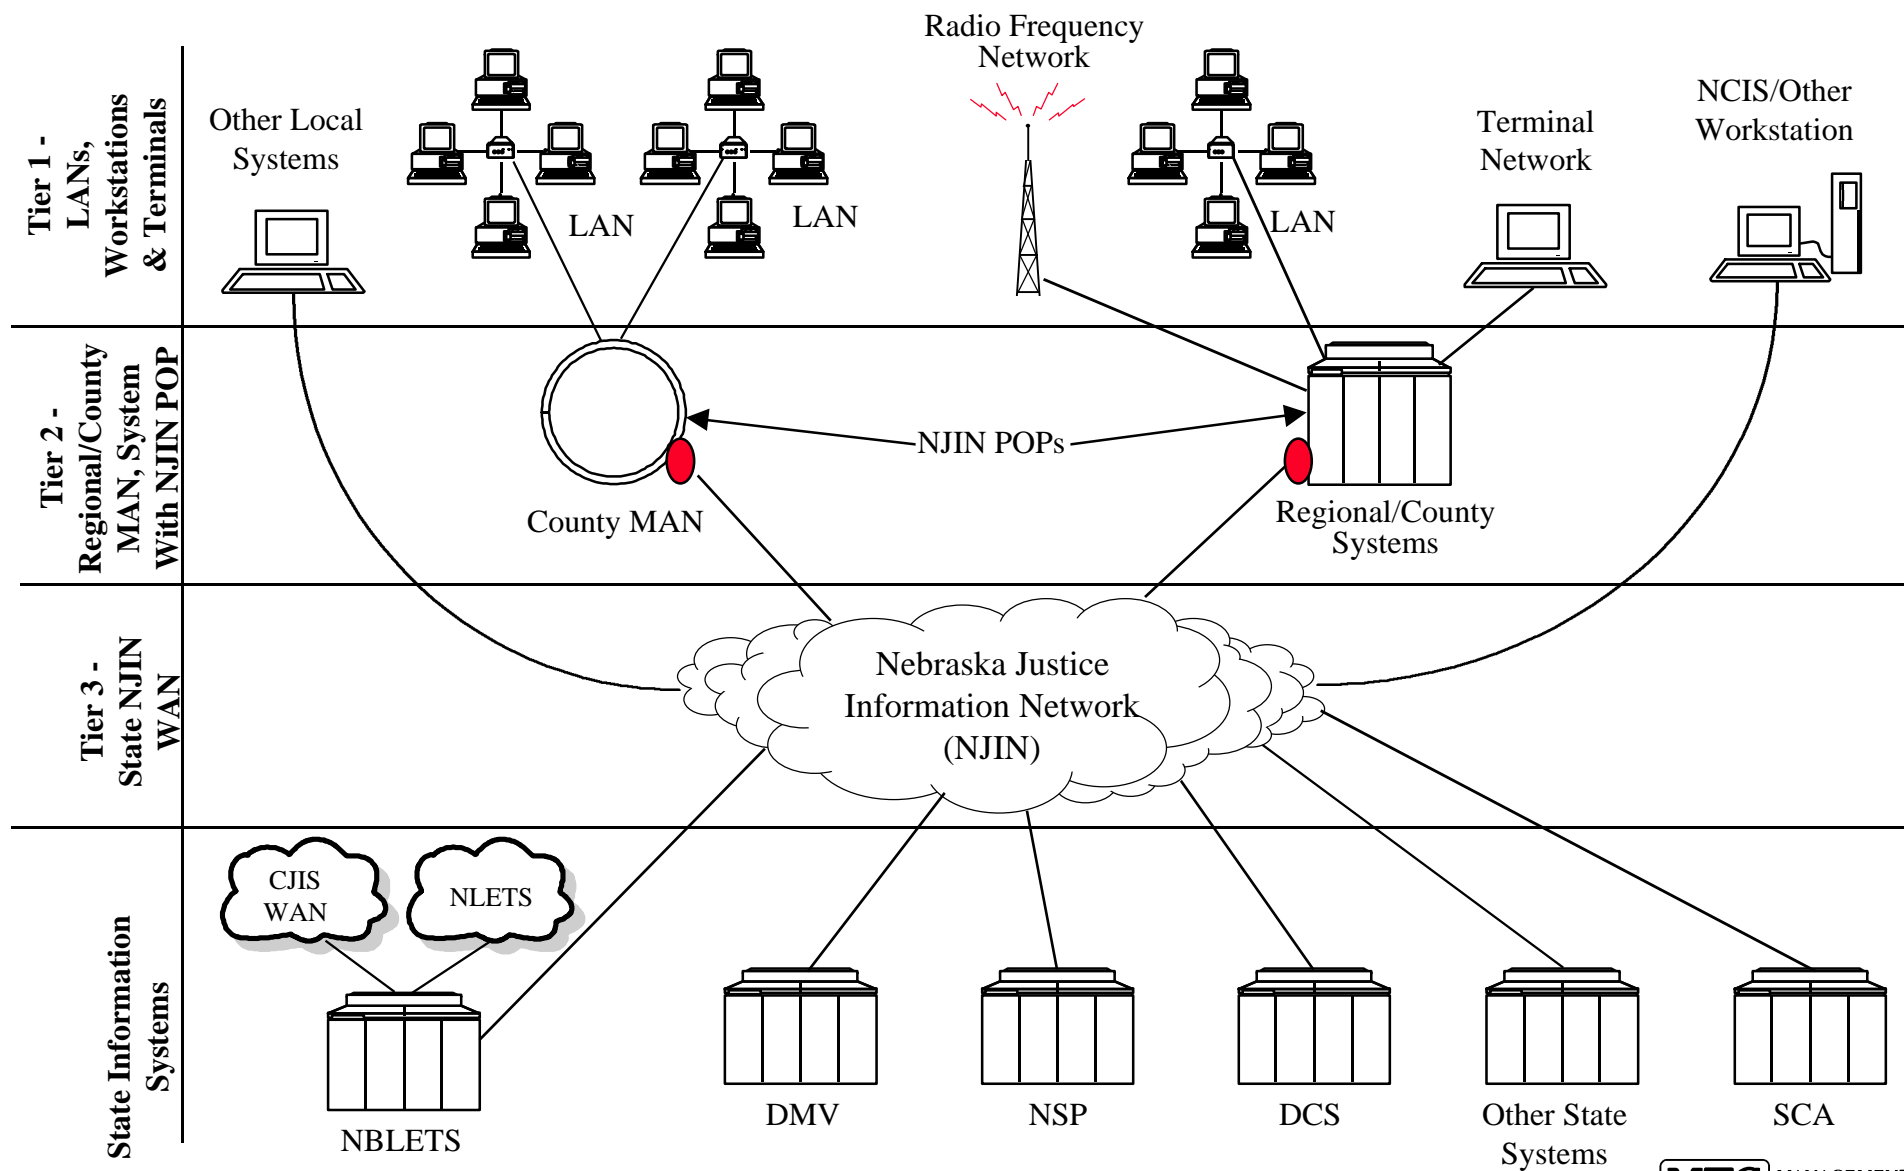 Tier 1 -
LANs,
Workstations
& Terminals
Other Local
Systems
LAN
LAN
Radio Frequency
Network
LAN
Terminal
Network
NCIS/Other
Workstation
Tier 2 -
Regional/County
MAN, System
With NJIN POP
County MAN
NJIN POPs
Regional/County
Systems
Tier 3 -
State NJIN
WAN
Nebraska Justice
Information Network
(NJIN)
State Information
Systems
CJIS
WAN
NLETS
NBLETS
DMV
NSP
DCS
Other State
Systems
SCA